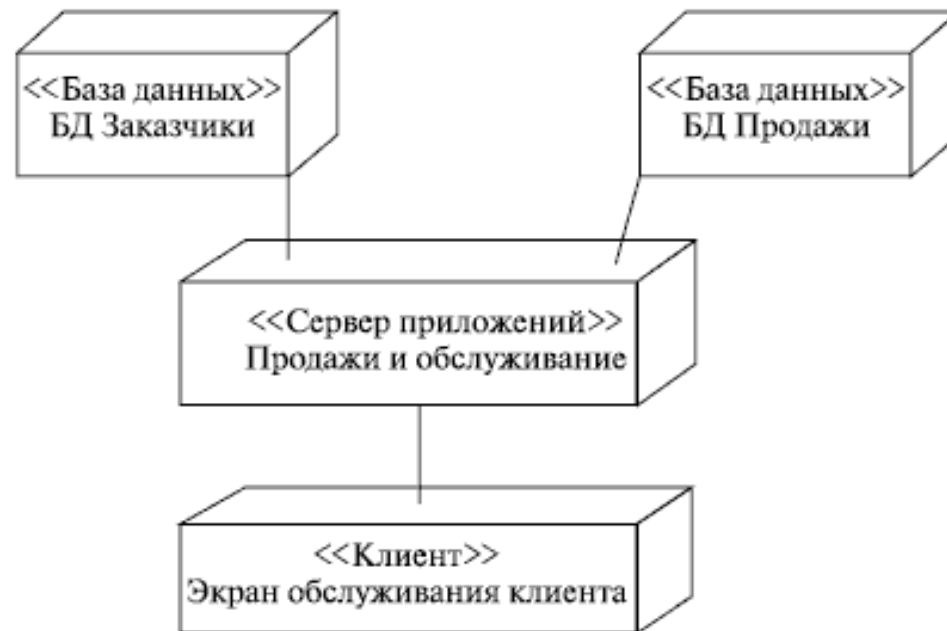 <<База данных>>
БД Заказчики
<<База данных>>
БД Продажи
<<Сервер приложений>>
Продажи и обслуживание
<<Клиент>>
Экран обслуживания клиента